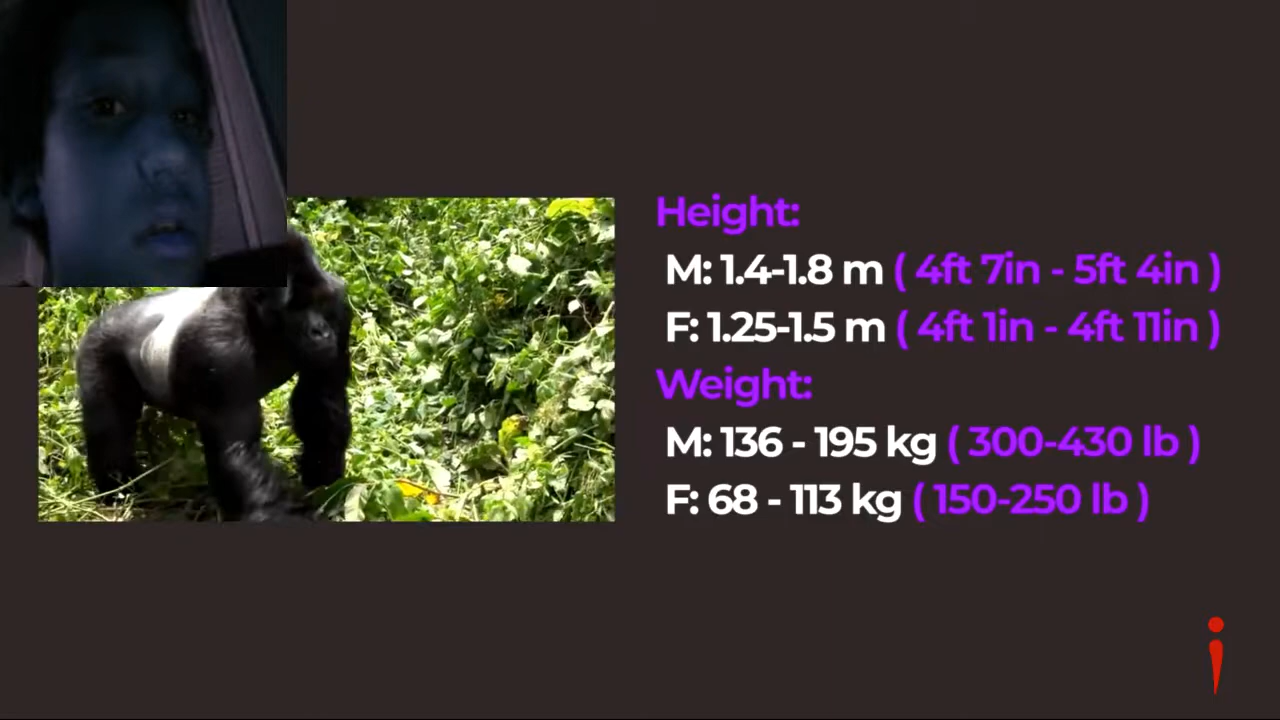 Height:
M: 1.4-1.8 m ( 4ft 7in - 5ft 4in )
F: 1.25-1.5 m ( 4ft 1in - 4ft 11in )
Weight:
M: 136 - 195 kg ( 300-430 lb )
F: 68 - 113 kg ( 150-250 lb )
i